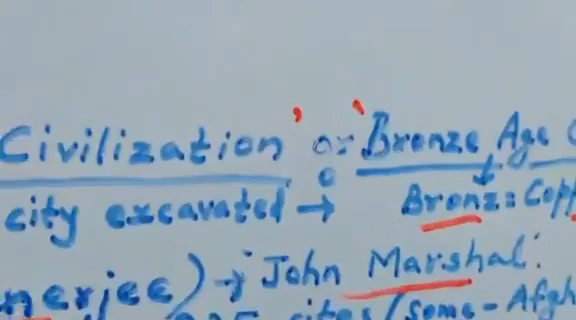 Civilization' or 'Bronze Age
city excavated → Bronz = Copp
nerjee) → John Marshal.
sites/some-Afgh